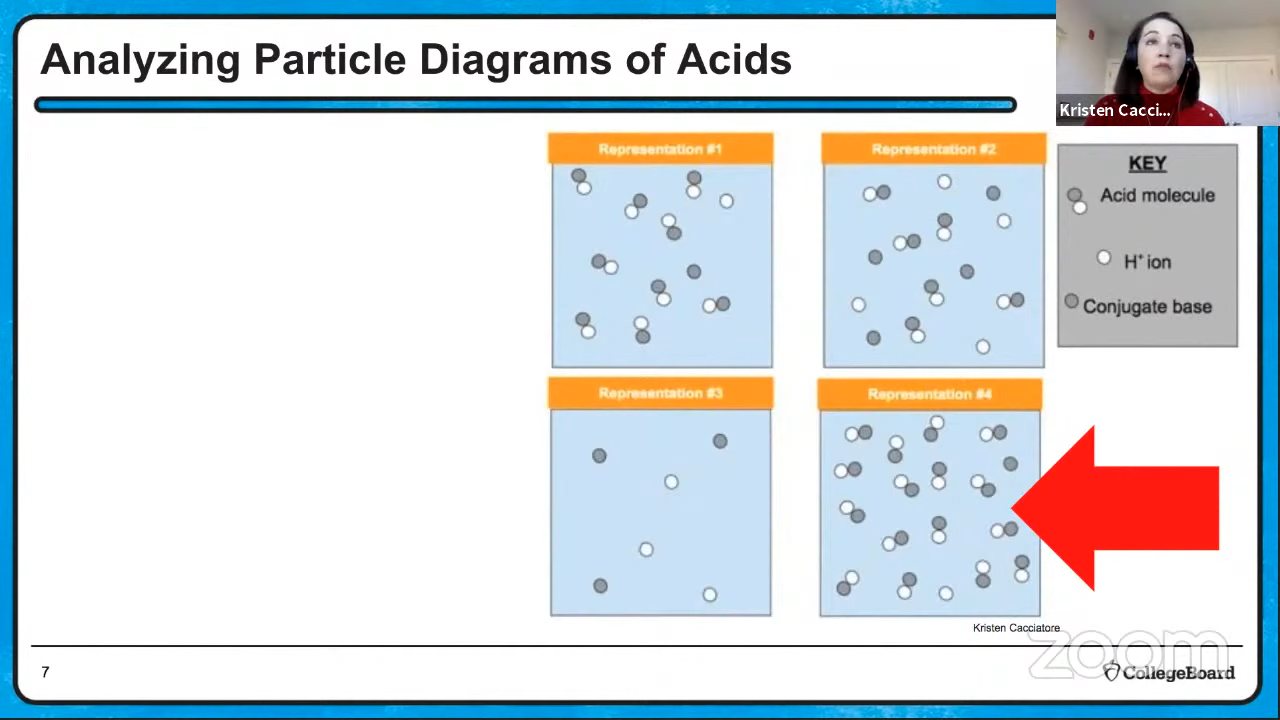 Analyzing Particle Diagrams of Acids
Kristen Cacci...
Representation #1
Representation #2
KEY
Acid molecule
H⁺ ion
Conjugate base
Representation #3
Representation #4
Kristen Cacciatore
zoom
7
CollegeBoard